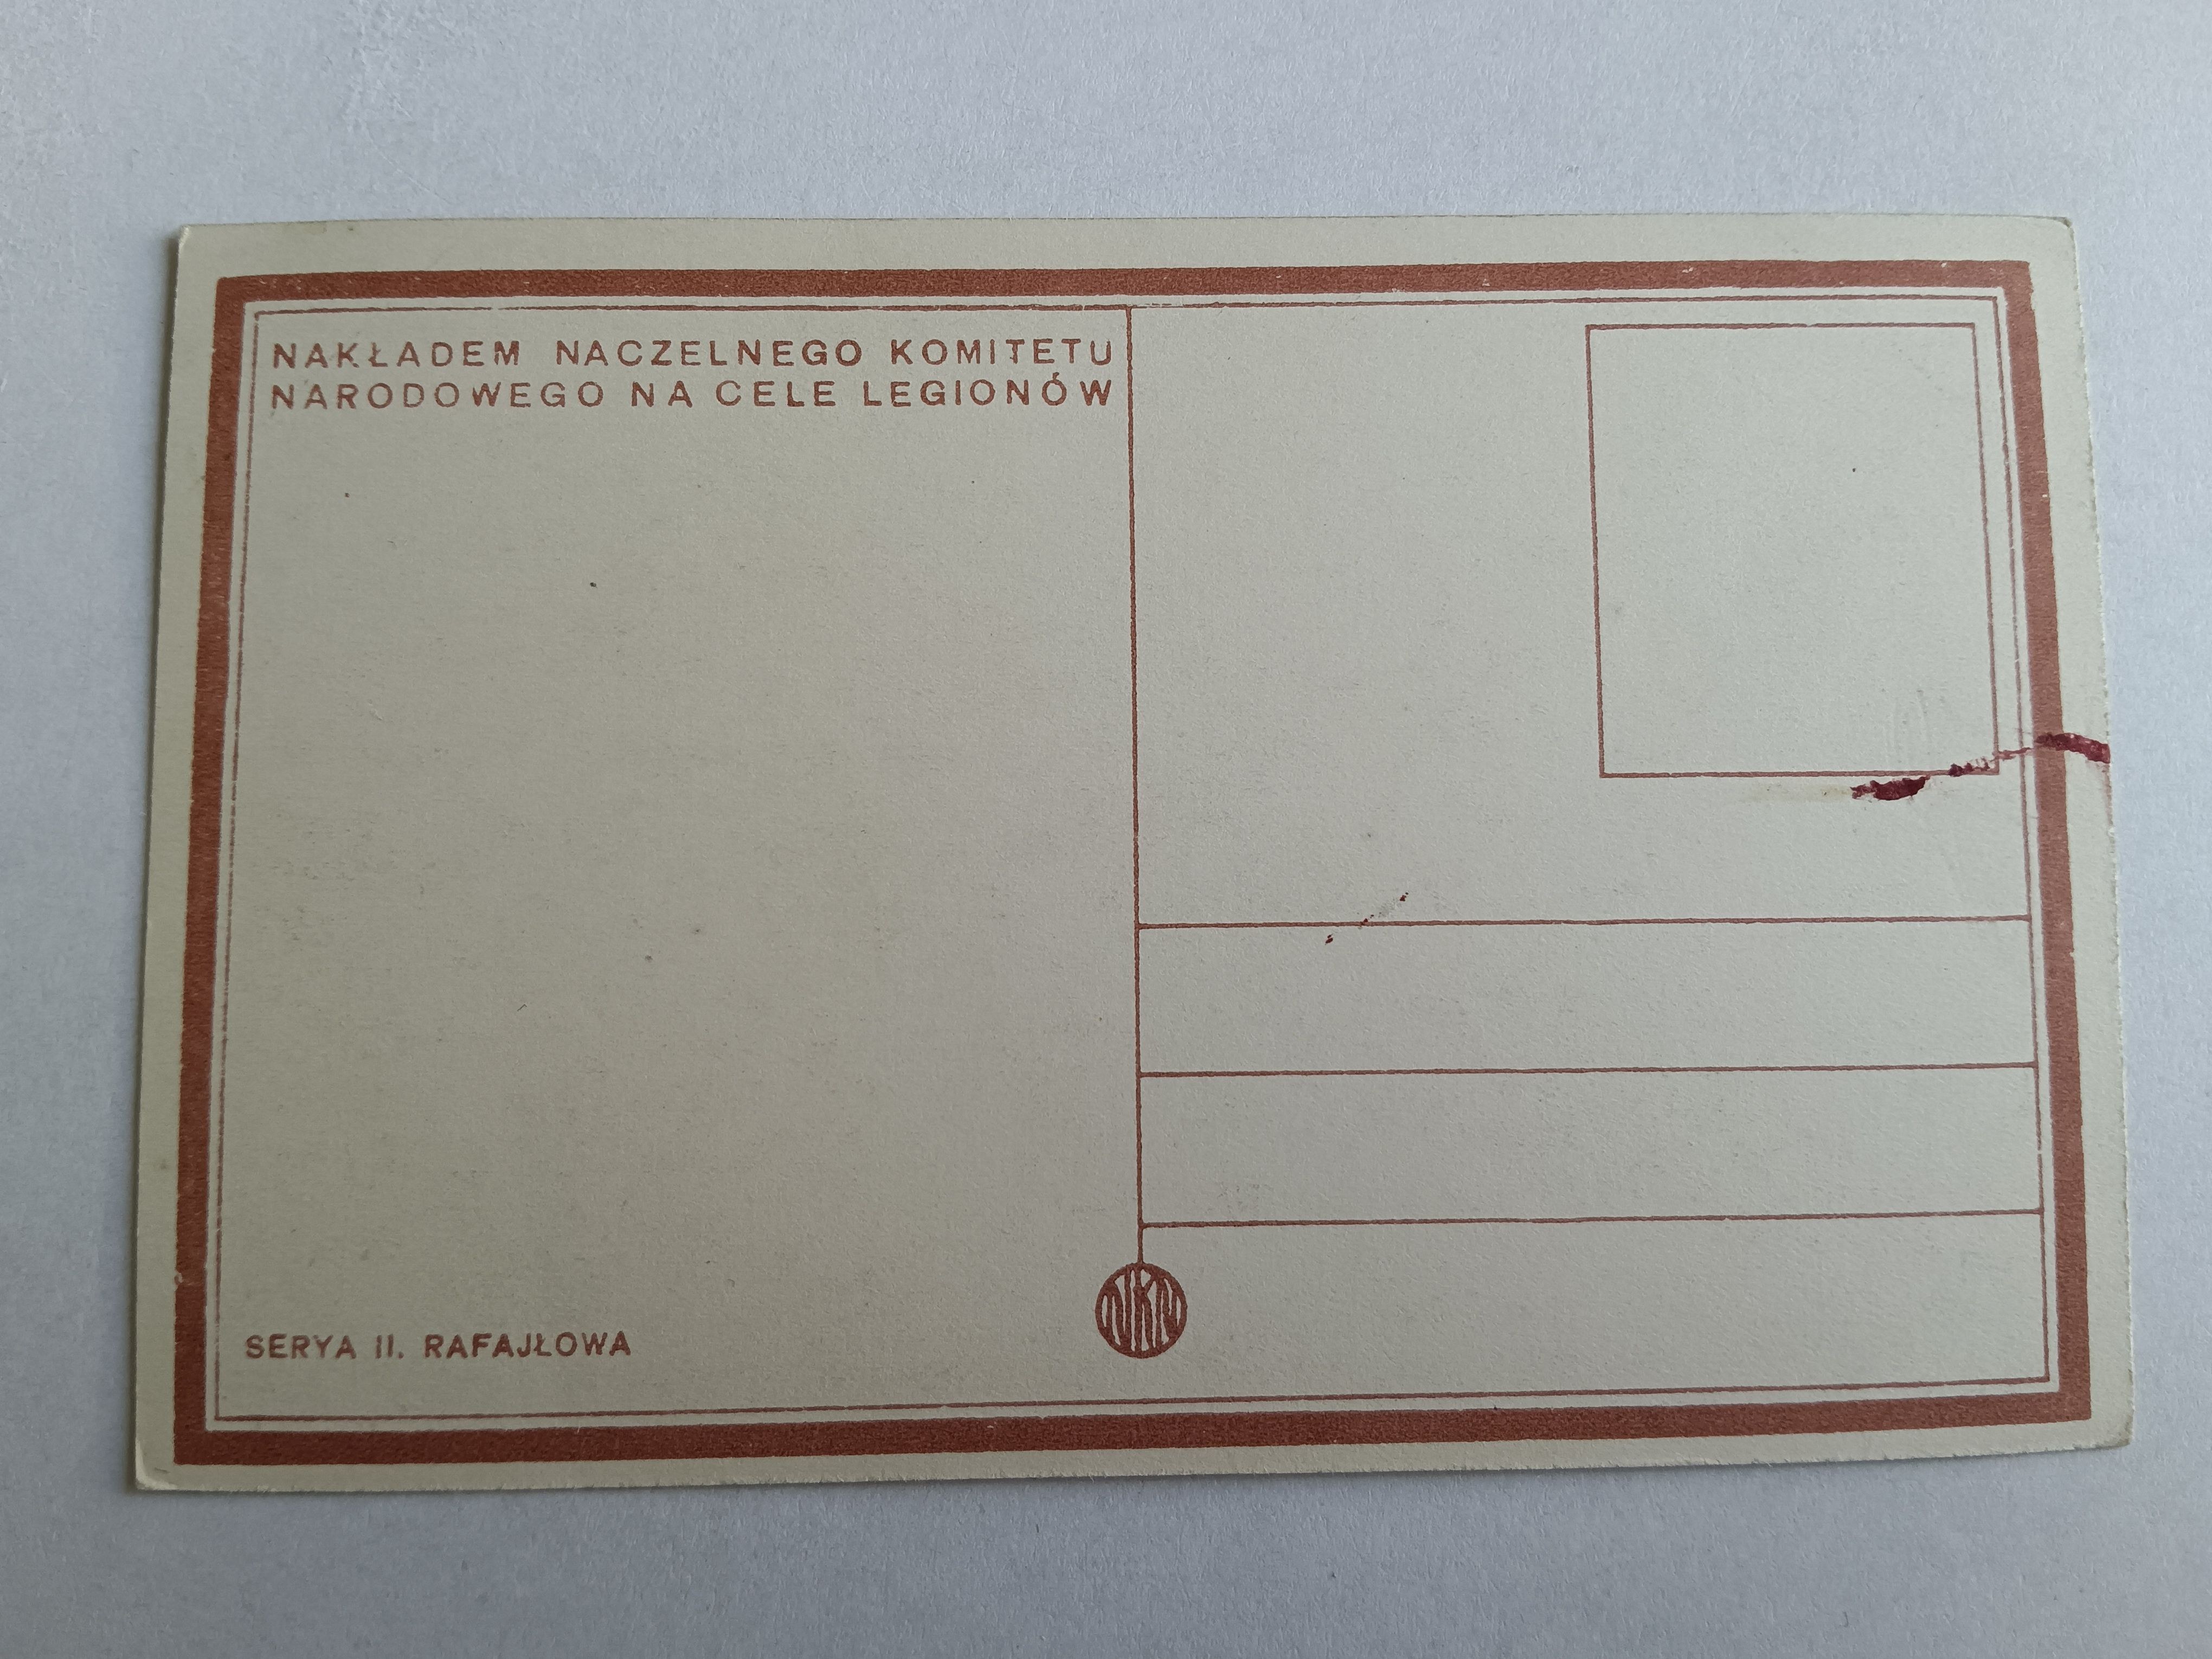 NAKŁADEM NACZELNEGO KOMITETU
NARODOWEGO NA CELE LEGIONÓW
SERYA II. RAFAJŁOWA
NKN